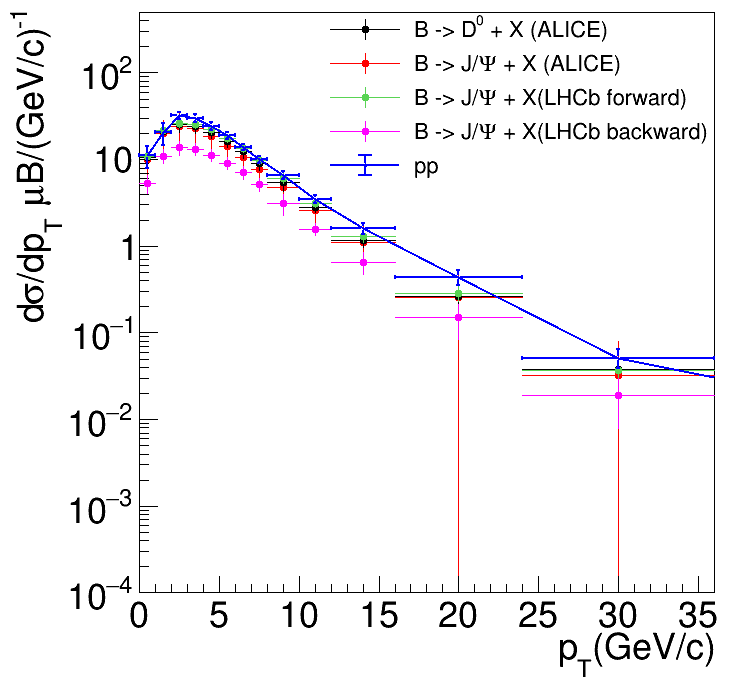 B -> D⁰ + X (ALICE)
B -> J/Ψ + X (ALICE)
B -> J/Ψ + X(LHCb forward)
B -> J/Ψ + X(LHCb backward)
pp
dσ/dp_T μB/(GeV/c)⁻¹
10²
10
1
10⁻¹
10⁻²
10⁻³
10⁻⁴
0 5 10 15 20 25 30 35
p_T(GeV/c)